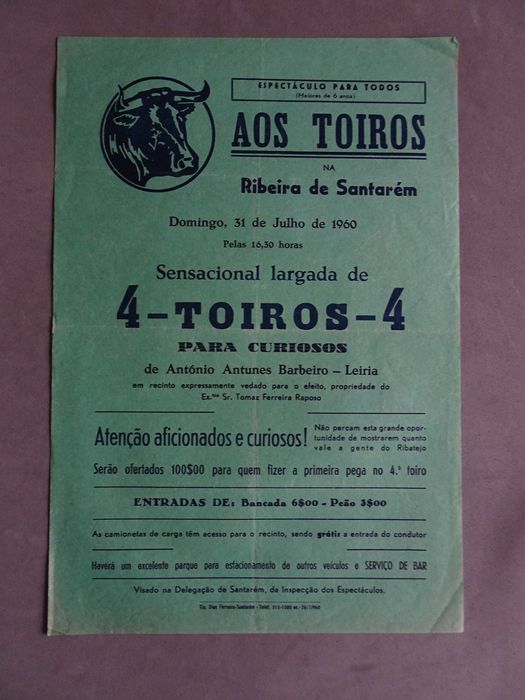 ESPECTÁCULO PARA TODOS
(Maiores de 6 anos)
AOS TOIROS
NA
Ribeira de Santarém
Domingo, 31 de Julho de 1960
Pelas 16,30 horas
Sensacional largada de
4 - TOIROS - 4
PARA CURIOSOS
de António Antunes Barbeiro – Leiria
em recinto expressamente vedado para o efeito, propriedade do
Ex.mo Sr. Tomaz Ferreira Raposo
Atenção aficionados e curiosos!
Não percam esta grande opor-
tunidade de mostrarem quanto
vale a gente do Ribatejo
Serão ofertados 100$00 para quem fizer a primeira pega no 4.º toiro
ENTRADAS DE: Bancada 6$00 - Peão 3$00
As camionetas de carga têm acesso para o recinto, sendo grátis a entrada do condutor
Haverá um excelente parque para estacionamento de outros veículos e SERVIÇO DE BAR
Visado na Delegação de Santarém, da Inspecção dos Espectáculos.
Tip. Dias Ferreira-Santarém - Telef.